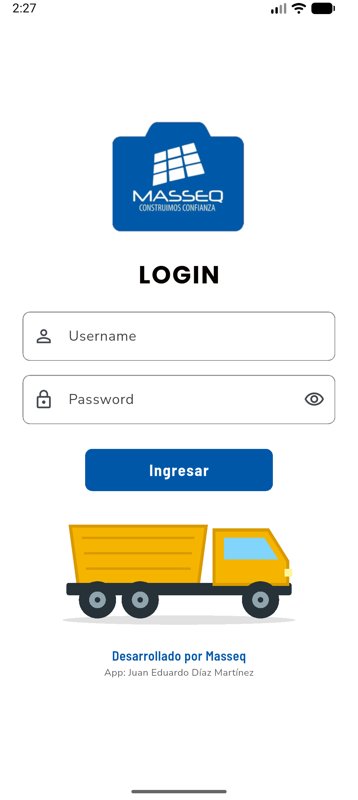 2:27
MASSEQ
CONSTRUIMOS CONFIANZA
LOGIN
Username
Password
Ingresar
Desarrollado por Masseq
App: Juan Eduardo Díaz Martínez